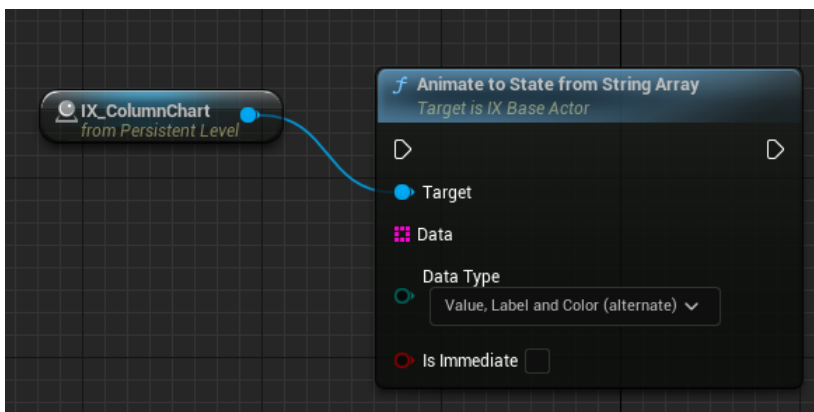 IX_ColumnChart
from Persistent Level
f Animate to State from String Array
Target is IX Base Actor
Target
Data
Data Type
Value, Label and Color (alternate)
Is Immediate